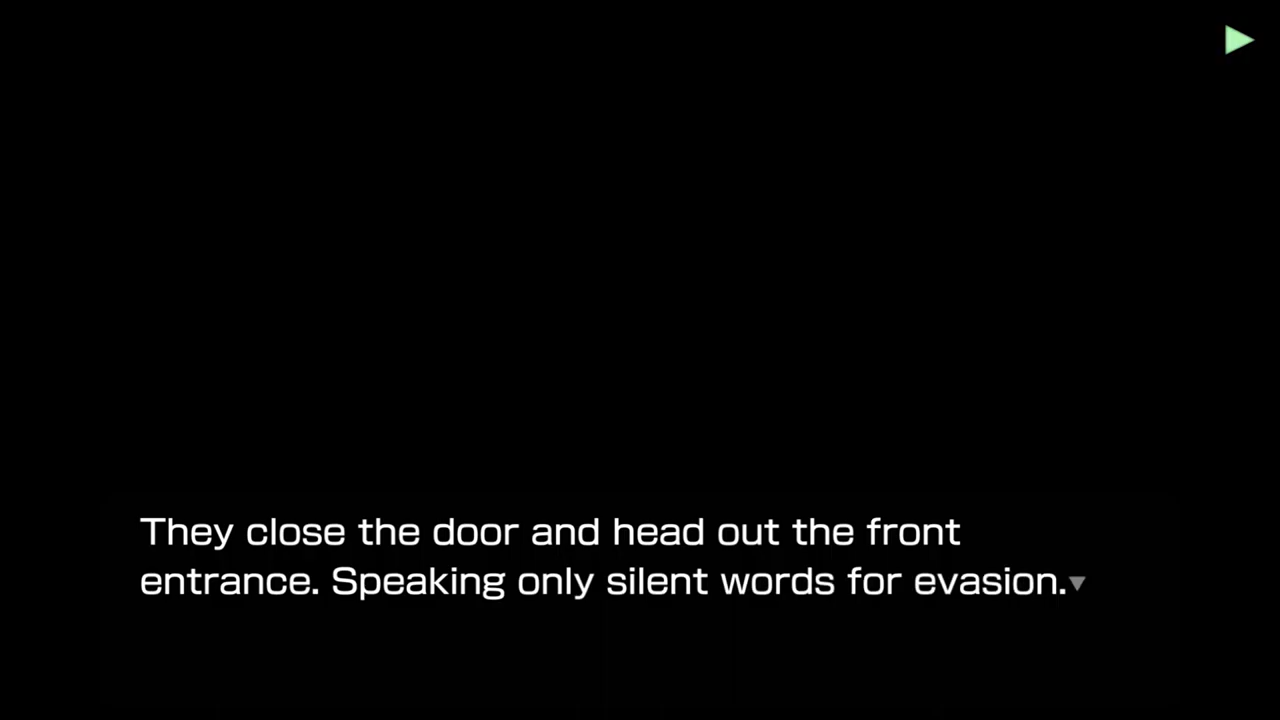 They close the door and head out the front
entrance. Speaking only silent words for evasion.